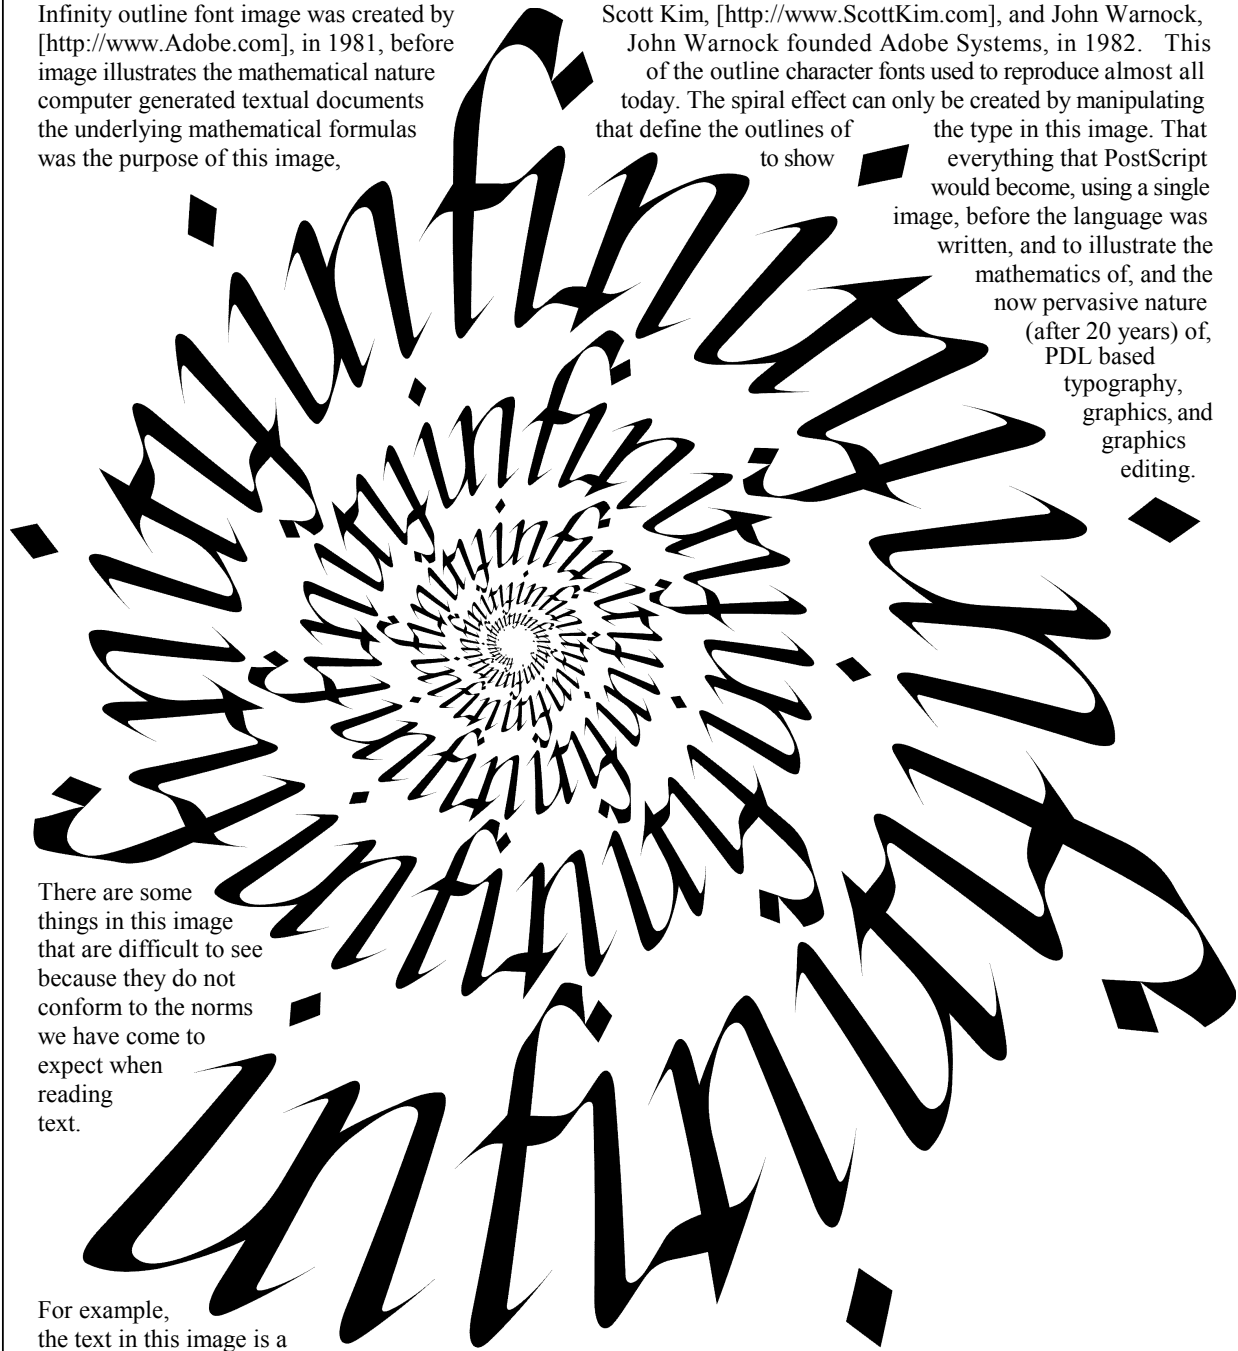 Infinity outline font image was created by Scott Kim, [http://www.ScottKim.com], and John Warnock,
[http://www.Adobe.com], in 1981, before John Warnock founded Adobe Systems, in 1982. This
image illustrates the mathematical nature of the outline character fonts used to reproduce almost all
computer generated textual documents today. The spiral effect can only be created by manipulating
the underlying mathematical formulas that define the outlines of the type in this image. That
was the purpose of this image, to show everything that PostScript
would become, using a single
image, before the language was
written, and to illustrate the
mathematics of, and the
now pervasive nature
(after 20 years) of,
PDL based
typography,
graphics, and
graphics
editing.
infinity infinity infinity infinity infinity infinity infinity
There are some
things in this image
that are difficult to see
because they do not
conform to the norms
we have come to
expect when
reading
text.
For example,
the text in this image is a